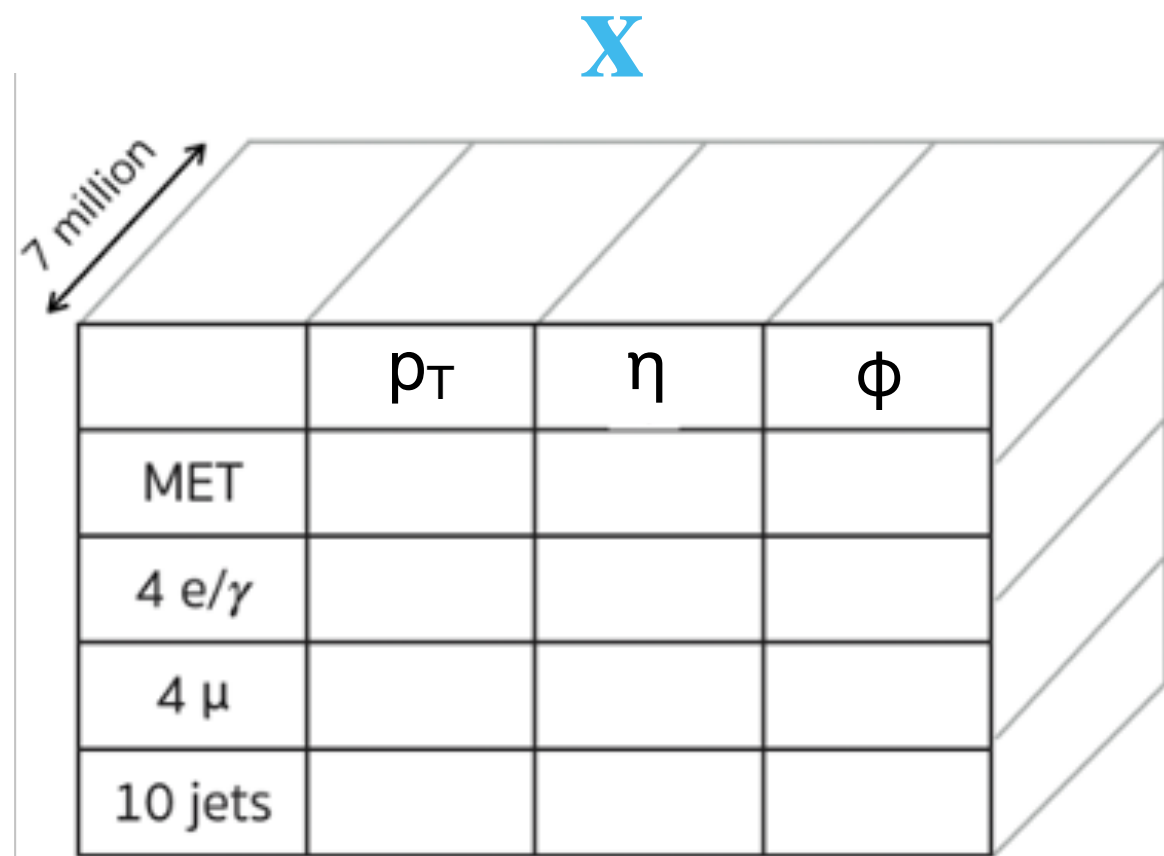 X
7 million
pT η ϕ
MET
4 e/γ
4 μ
10 jets